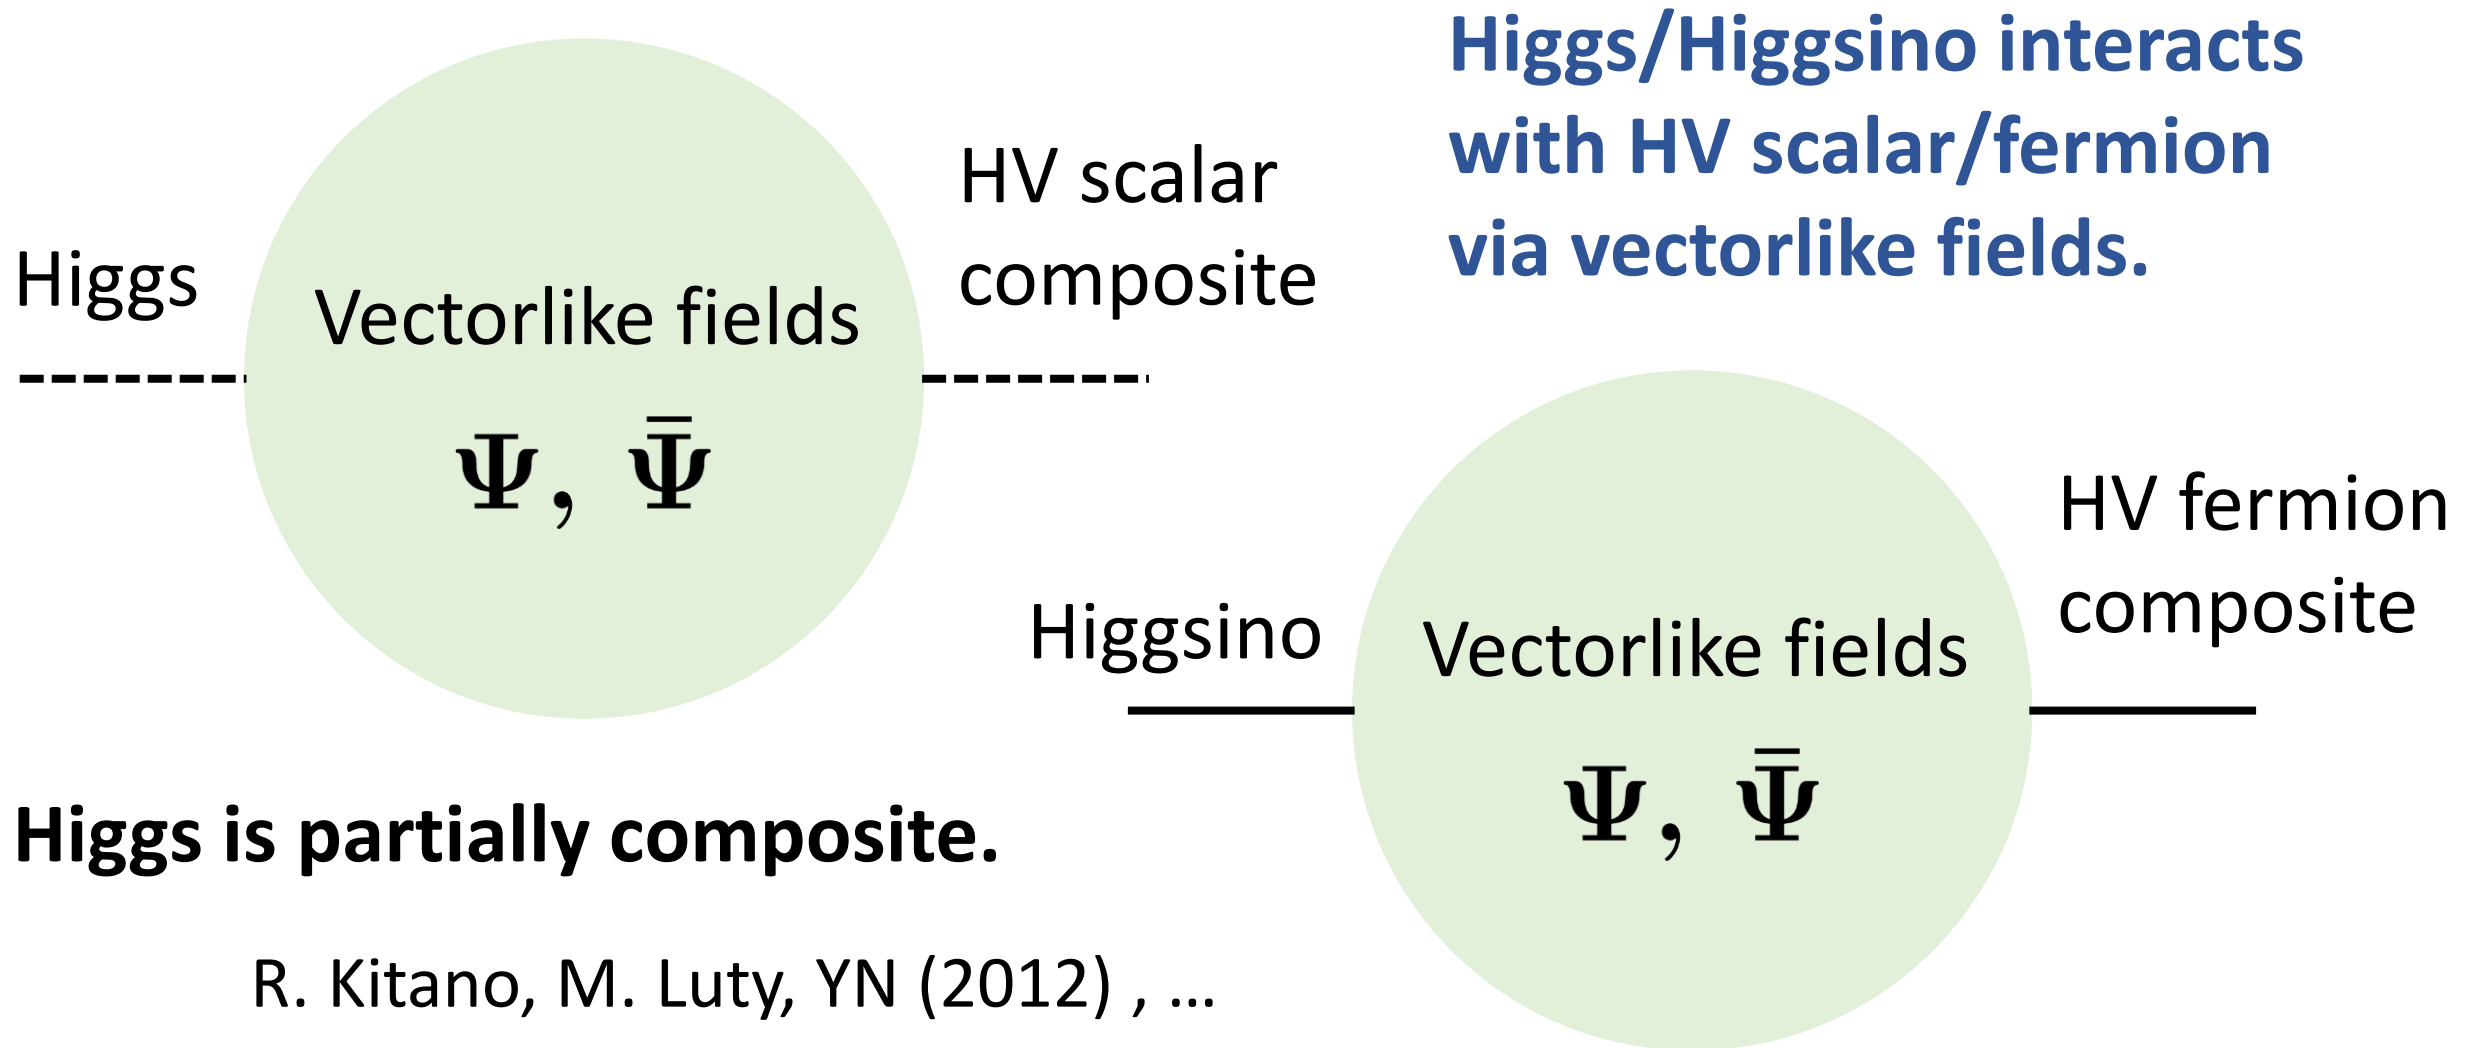 Higgs/Higgsino interacts
with HV scalar/fermion
via vectorlike fields.
HV scalar
composite
Higgs
Vectorlike fields
Ψ, Ψ̄
HV fermion
composite
Higgsino
Vectorlike fields
Ψ, Ψ̄
Higgs is partially composite.
R. Kitano, M. Luty, YN (2012) , ...